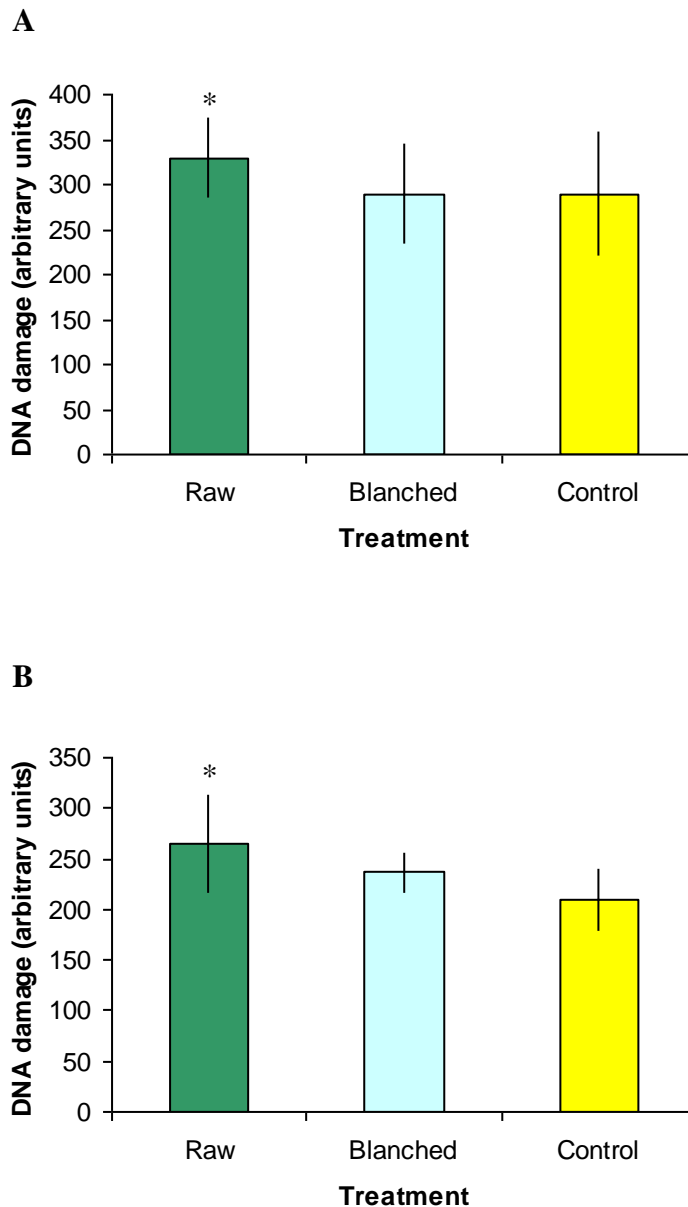 A
DNA damage (arbitrary units)
400
350
300
250
200
150
100
50
0
*
Raw Blanched Control
Treatment
B
DNA damage (arbitrary units)
350
300
250
200
150
100
50
0
*
Raw Blanched Control
Treatment